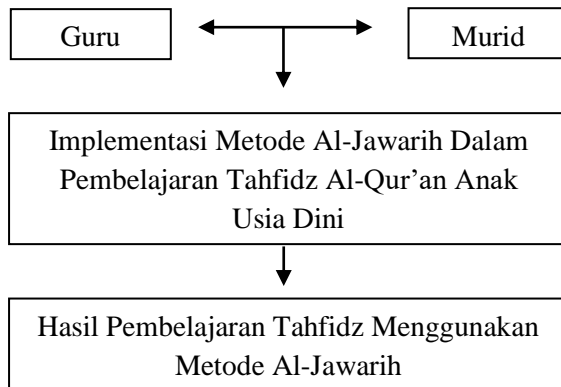 Guru
Murid
Implementasi Metode Al-Jawarih Dalam
Pembelajaran Tahfidz Al-Qur’an Anak
Usia Dini
Hasil Pembelajaran Tahfidz Menggunakan
Metode Al-Jawarih